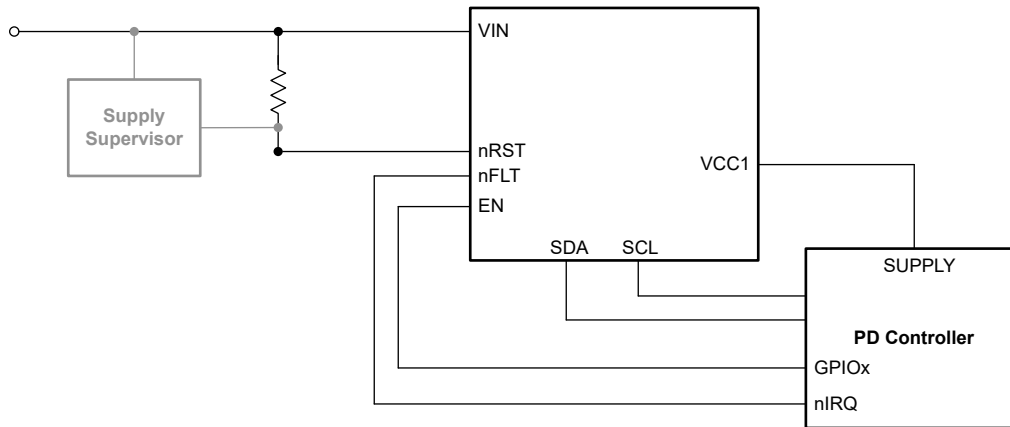 VIN
Supply
Supervisor
nRST
nFLT
VCC1
EN
SDA
SCL
SUPPLY
PD Controller
GPIOx
nIRQ